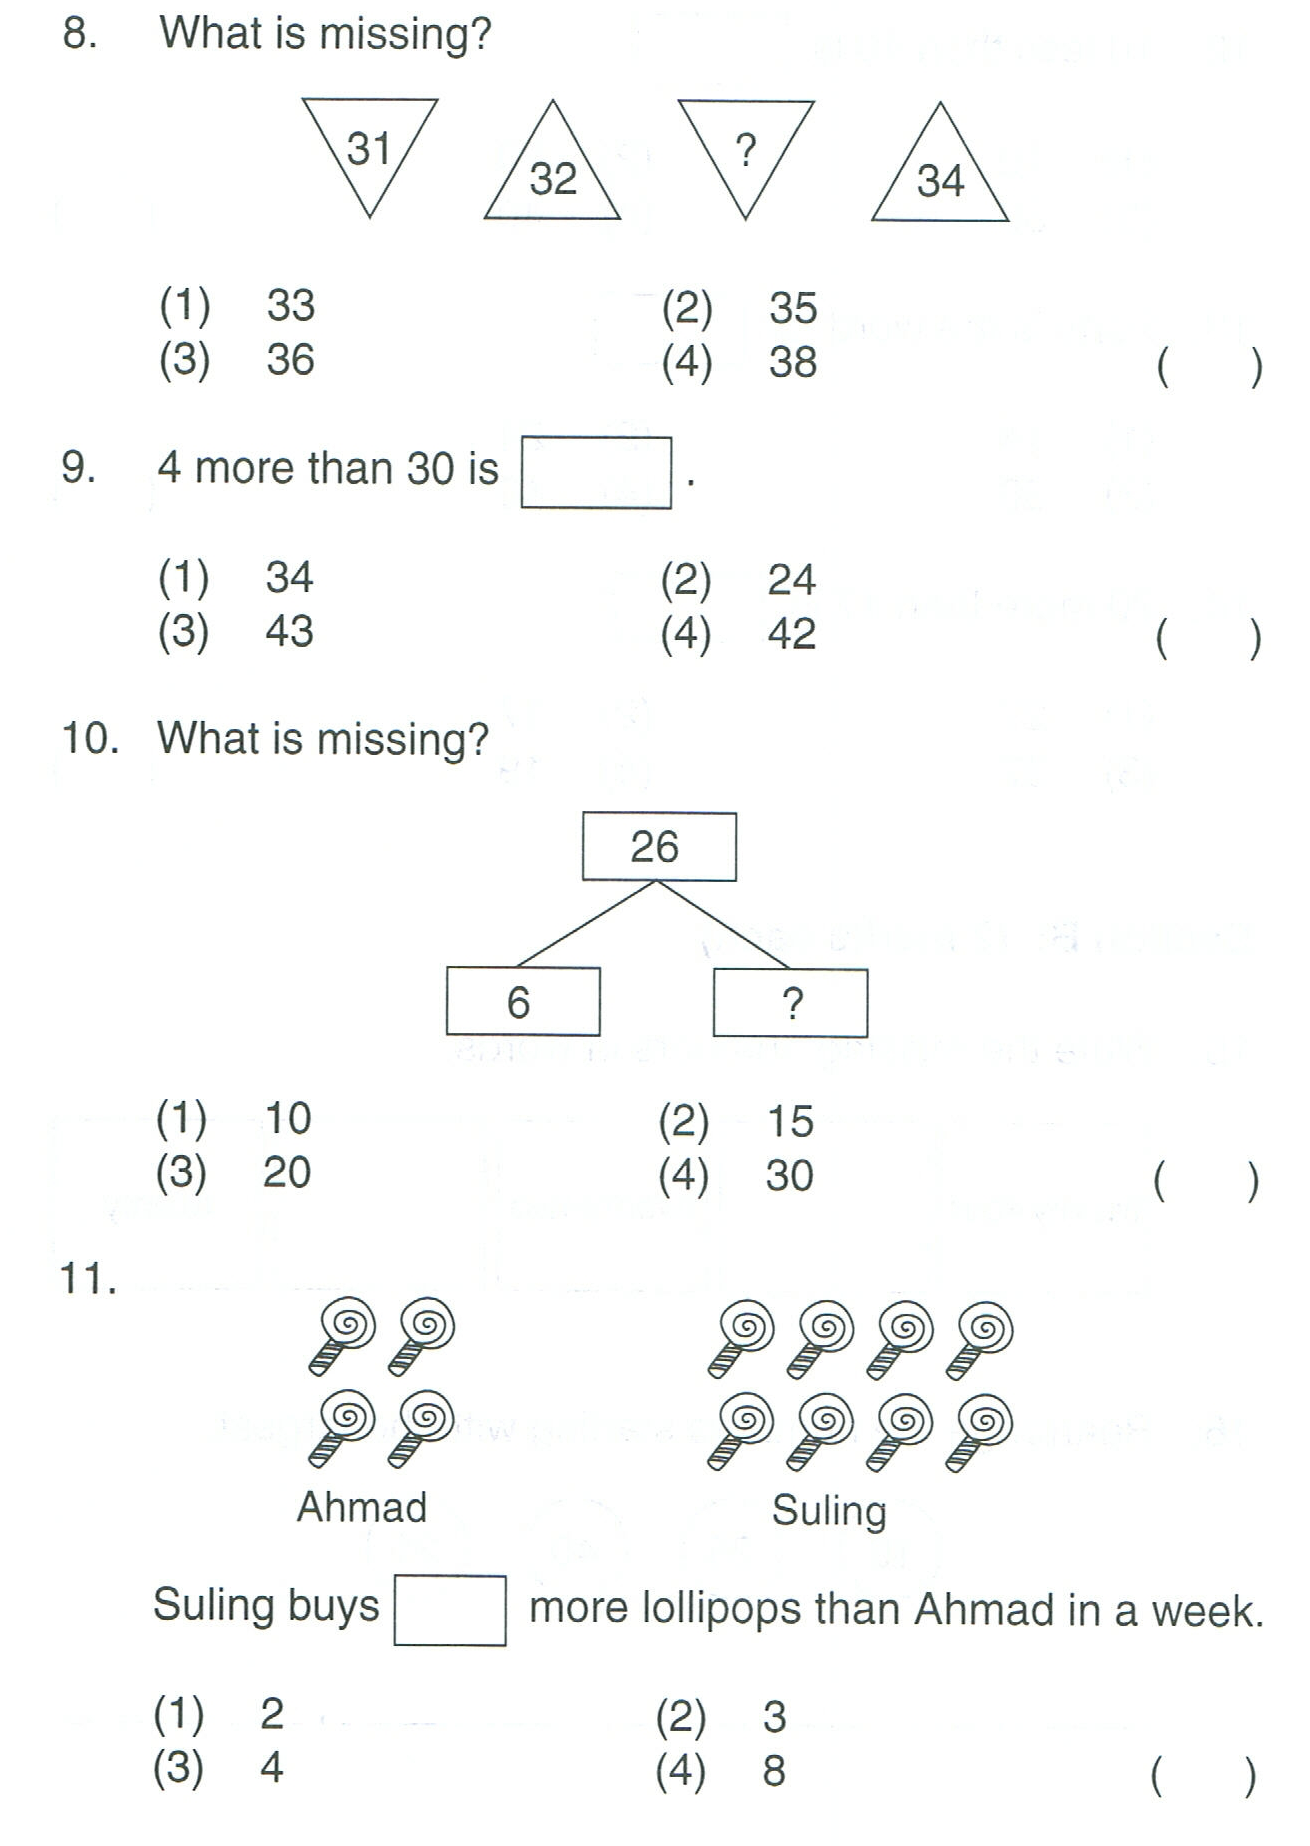 8. What is missing?
31 32 ? 34
(1) 33 (2) 35
(3) 36 (4) 38 ( )
9. 4 more than 30 is .
(1) 34 (2) 24
(3) 43 (4) 42 ( )
10. What is missing?
26
6 ?
(1) 10 (2) 15
(3) 20 (4) 30 ( )
11.
Ahmad Suling
Suling buys more lollipops than Ahmad in a week.
(1) 2 (2) 3
(3) 4 (4) 8 ( )